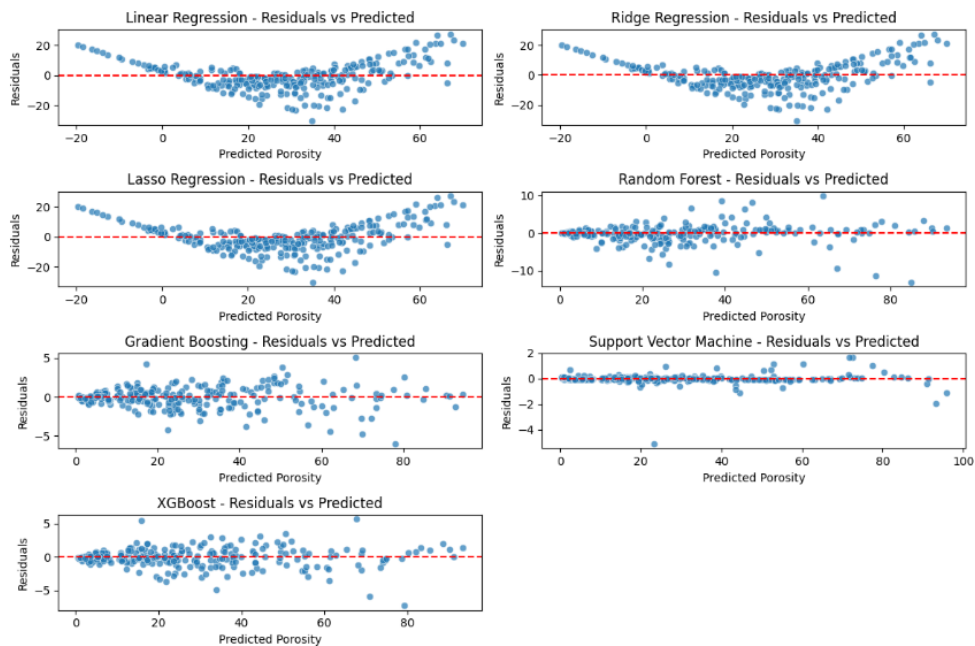 Linear Regression - Residuals vs Predicted
Residuals
20
0
−20
−20 0 20 40 60
Predicted Porosity
Ridge Regression - Residuals vs Predicted
Residuals
20
0
−20
−20 0 20 40 60
Predicted Porosity
Lasso Regression - Residuals vs Predicted
Residuals
20
0
−20
−20 0 20 40 60
Predicted Porosity
Random Forest - Residuals vs Predicted
Residuals
10
0
−10
0 20 40 60 80
Predicted Porosity
Gradient Boosting - Residuals vs Predicted
Residuals
5
0
−5
0 20 40 60 80
Predicted Porosity
Support Vector Machine - Residuals vs Predicted
Residuals
2
0
−2
−4
0 20 40 60 80 100
Predicted Porosity
XGBoost - Residuals vs Predicted
Residuals
5
0
−5
0 20 40 60 80
Predicted Porosity